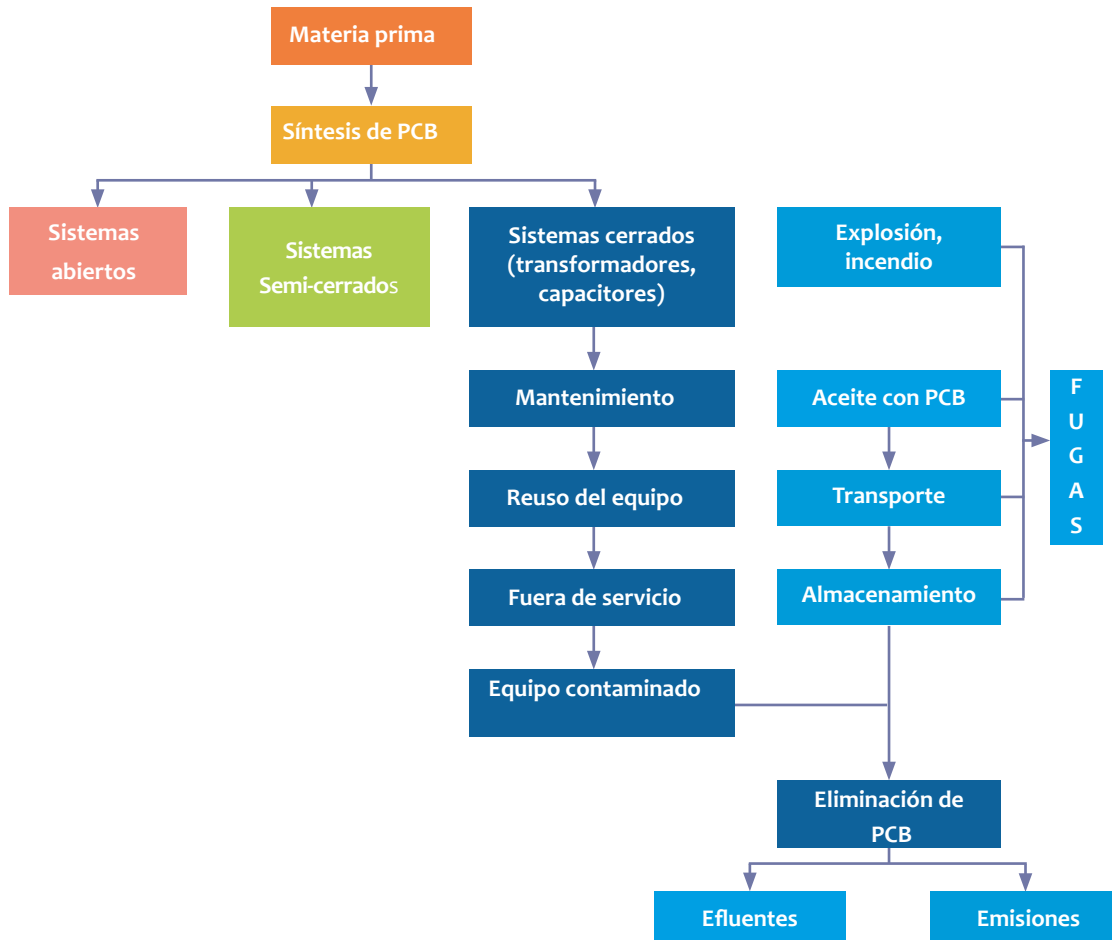 Materia prima
Síntesis de PCB
Sistemas
abiertos
Sistemas
Semi-cerrados
Sistemas cerrados
(transformadores,
capacitores)
Explosión,
incendio
Mantenimiento
Aceite con PCB
F
U
G
A
S
Reuso del equipo
Transporte
Fuera de servicio
Almacenamiento
Equipo contaminado
Eliminación de
PCB
Efluentes
Emisiones